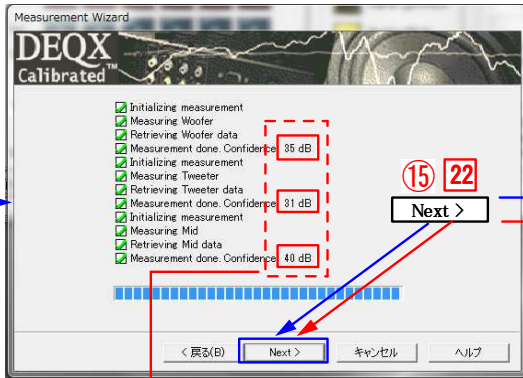 Measurement Wizard
DEQX
Calibrated™
Initializing measurement
Measuring Woofer
Retrieving Woofer data
Measurement done. Confidence 35 dB
Initializing measurement
Measuring Tweeter
Retrieving Tweeter data
Measurement done. Confidence 31 dB
Initializing measurement
Measuring Mid
Retrieving Mid data
Measurement done. Confidence 40 dB
⑮ 22
Next >
< 戻る(B) Next > キャンセル ヘルプ